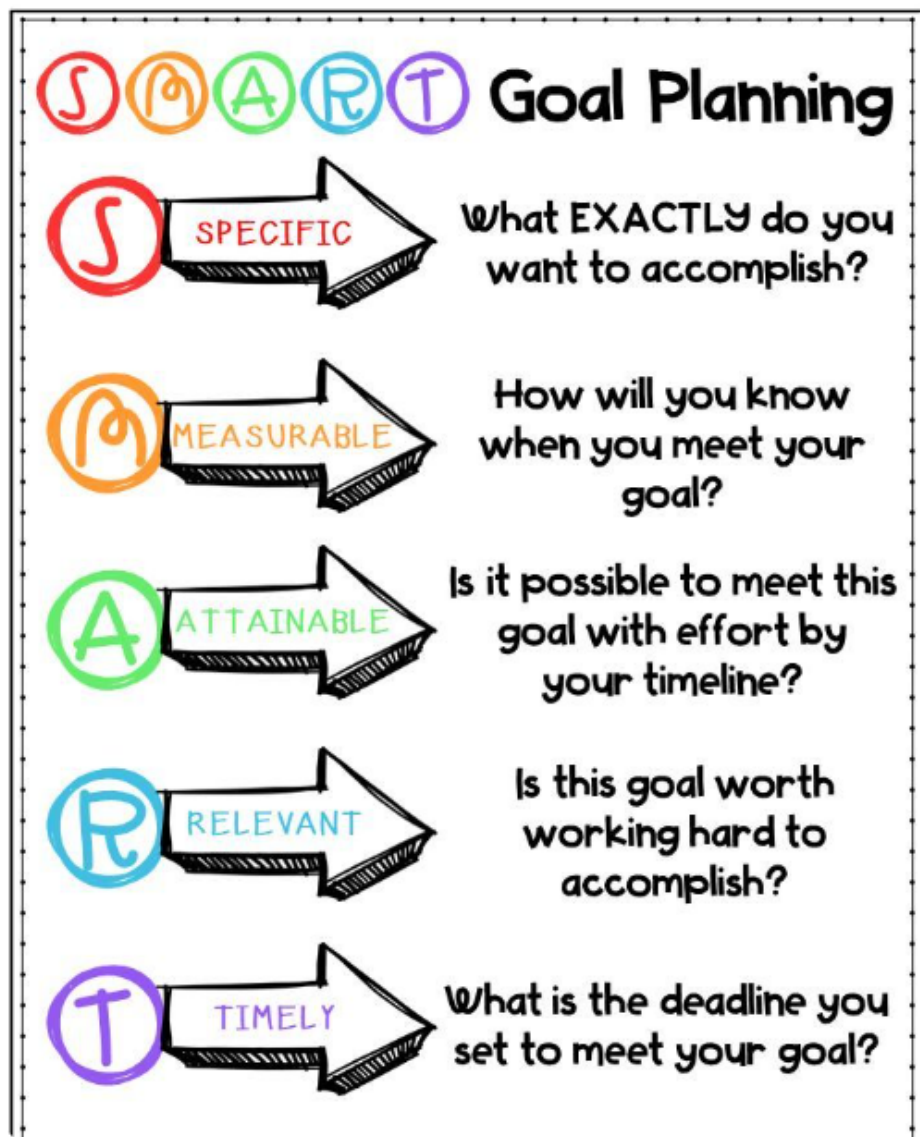 SMART Goal Planning
S SPECIFIC
What EXACTLY do you
want to accomplish?
M MEASURABLE
How will you know
when you meet your
goal?
A ATTAINABLE
Is it possible to meet this
goal with effort by
your timeline?
R RELEVANT
Is this goal worth
working hard to
accomplish?
T TIMELY
What is the deadline you
set to meet your goal?